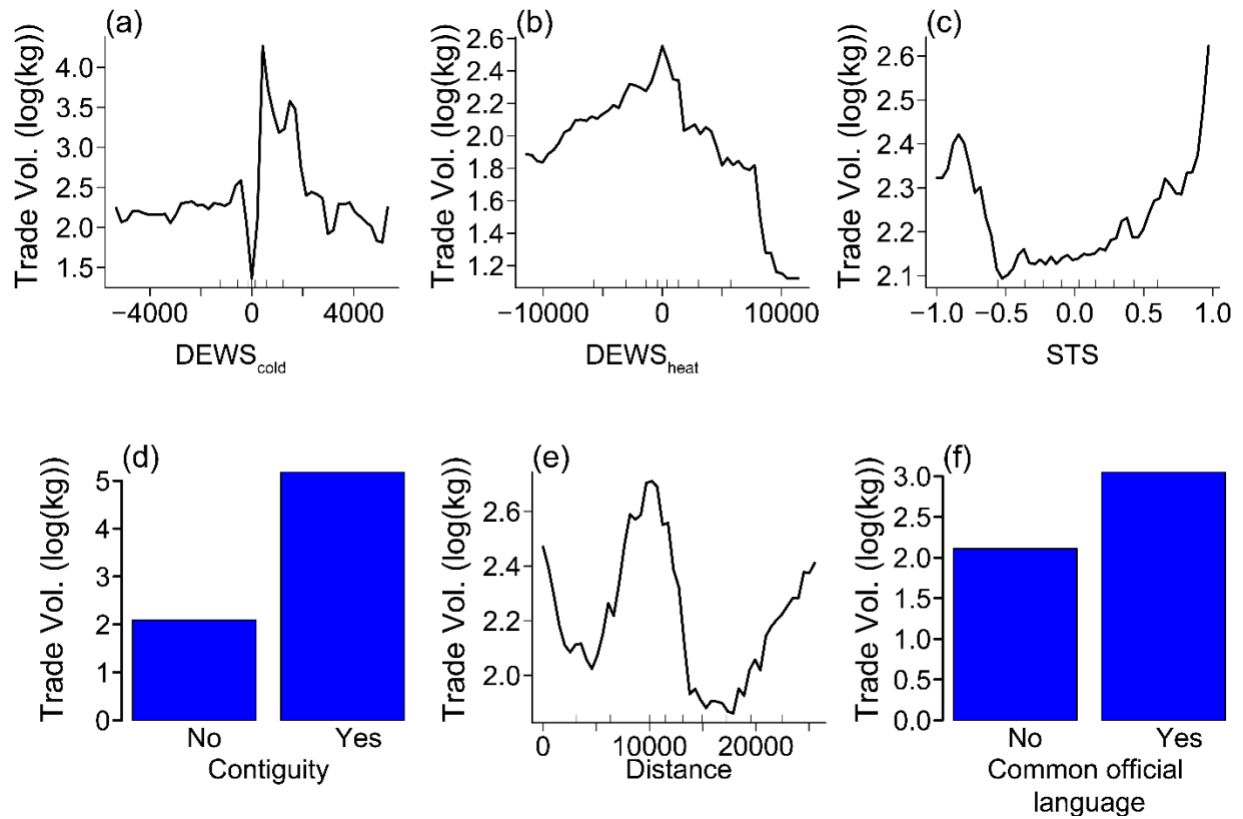 (a)
Trade Vol. (log(kg))
4.0
3.5
3.0
2.5
2.0
1.5
−4000 0 4000
DEWScold
(b)
Trade Vol. (log(kg))
2.6
2.4
2.2
2.0
1.8
1.6
1.4
1.2
−10000 0 10000
DEWSheat
(c)
Trade Vol. (log(kg))
2.6
2.5
2.4
2.3
2.2
2.1
−1.0 −0.5 0.0 0.5 1.0
STS
(d)
Trade Vol. (log(kg))
5
4
3
2
1
0
No Yes
Contiguity
(e)
Trade Vol. (log(kg))
2.6
2.4
2.2
2.0
0 10000 20000
Distance
(f)
Trade Vol. (log(kg))
3.0
2.5
2.0
1.5
1.0
0.5
0.0
No Yes
Common official
language